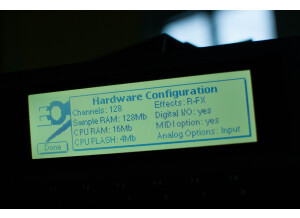 Hardware Configuration
Channels: 128
Sample RAM: 128Mb
CPU RAM: 16Mb
CPU FLASH: 4Mb
Effects: R-FX
Digital I/O: yes
MIDI option: yes
Analog Options: Input
Done